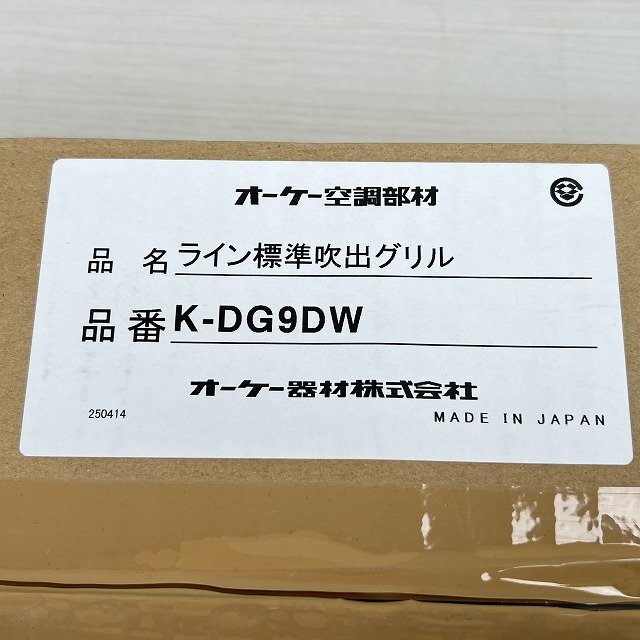 オーケー空調部材
品 名 ライン標準吹出グリル
品番 K-DG9DW
オーケー器材株式会社
250414
MADE IN JAPAN